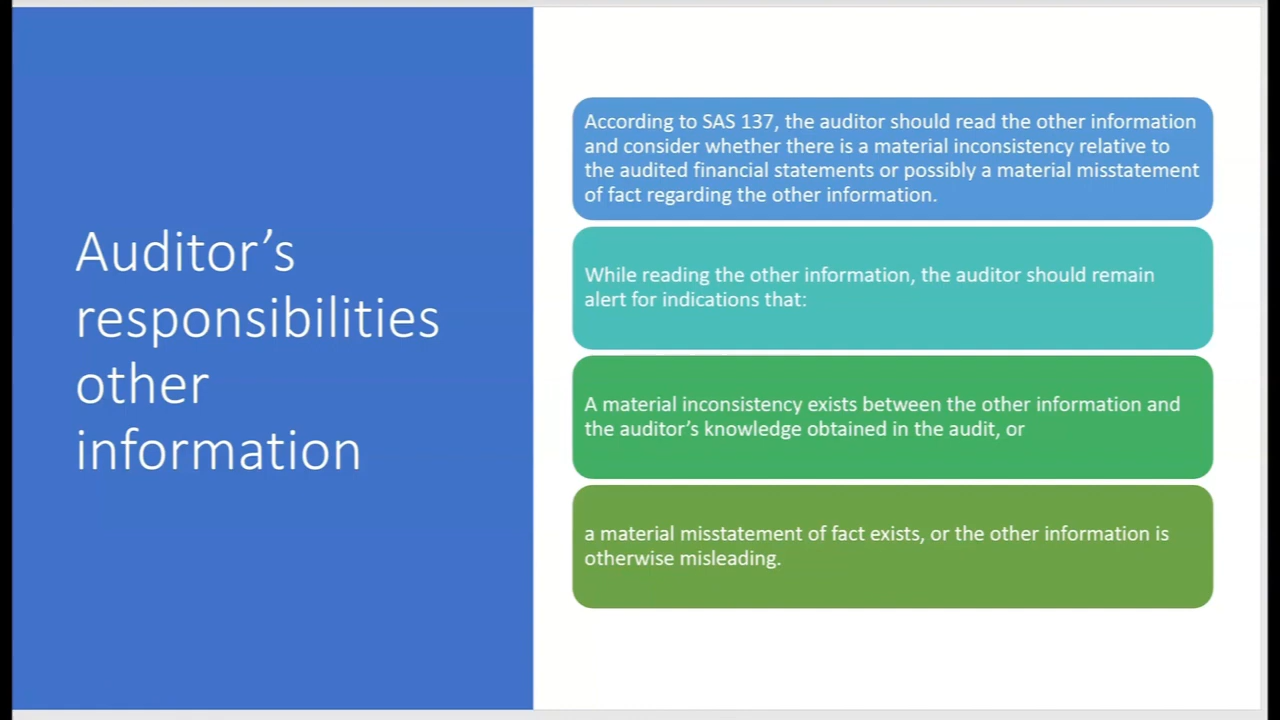 Auditor’s
responsibilities
other
information
According to SAS 137, the auditor should read the other information
and consider whether there is a material inconsistency relative to
the audited financial statements or possibly a material misstatement
of fact regarding the other information.
While reading the other information, the auditor should remain
alert for indications that:
A material inconsistency exists between the other information and
the auditor’s knowledge obtained in the audit, or
a material misstatement of fact exists, or the other information is
otherwise misleading.